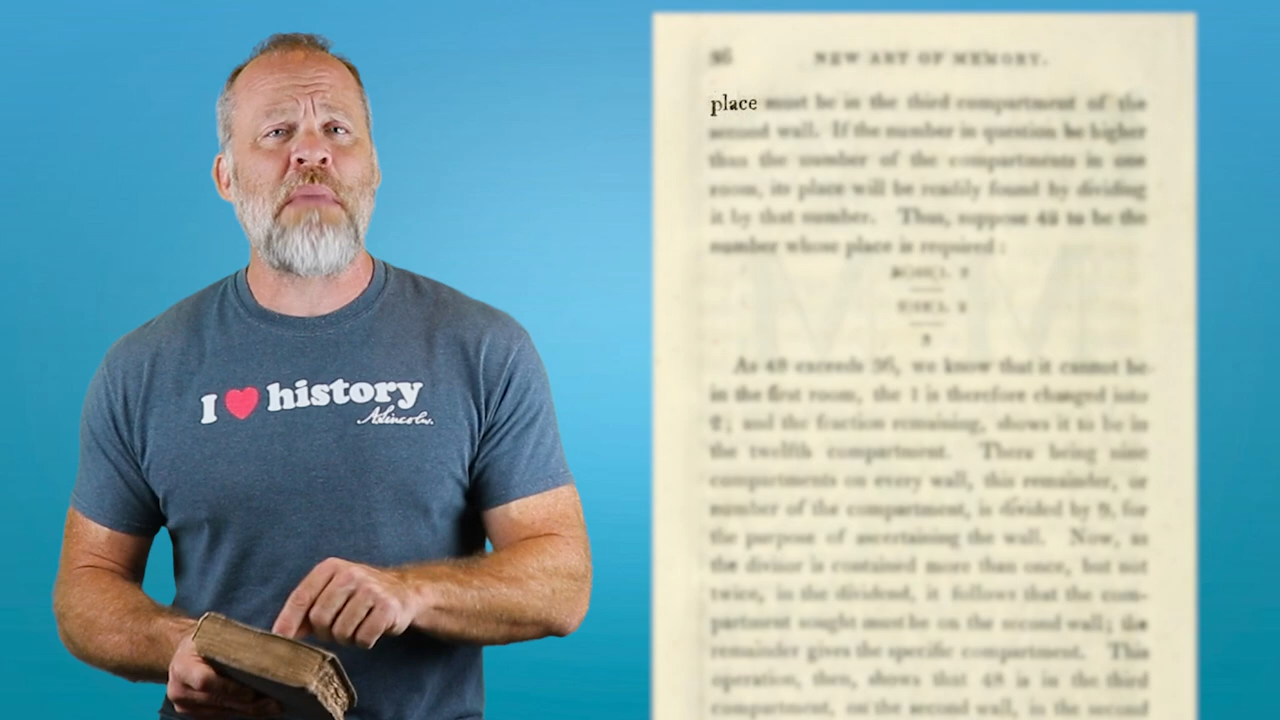 I ❤ history
A. Lincoln.
NEW ART OF MEMORY.
place must be in the third compartment of the
second wall. If the number in question be higher
than the number of the compartments in one
room, its place will be readily found by dividing
it by that number. Thus, suppose 48 to be the
number whose place is required:
As 48 exceeds 36, we know that it cannot be
in the first room, the 1 is therefore changed into
2; and the fraction remaining, shows it to be in
the twelfth compartment. There being nine
compartments on every wall, this remainder, or
number of the compartment, is divided by 9, for
the purpose of ascertaining the wall. Now, as
the divisor is contained more than once, but not
twice, in the dividend, it follows that the com-
partment sought must be on the second wall; the
remainder gives the specific compartment. This
operation, then, shows that 48 is in the third
compartment, on the second wall, in the second